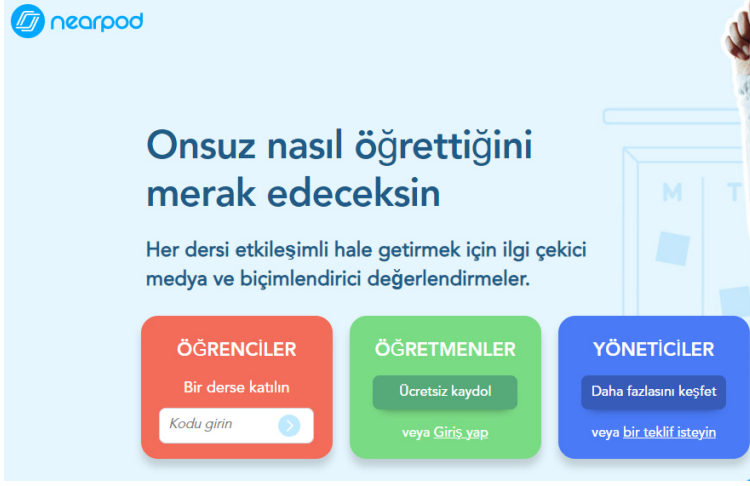 nearpod
Onsuz nasıl öğrettiğini
merak edeceksin
Her dersi etkileşimli hale getirmek için ilgi çekici
medya ve biçimlendirici değerlendirmeler.
M T
ÖĞRENCİLER
Bir derse katılın
Kodu girin
ÖĞRETMENLER
Ücretsiz kaydol
veya Giriş yap
YÖNETİCİLER
Daha fazlasını keşfet
veya bir teklif isteyin